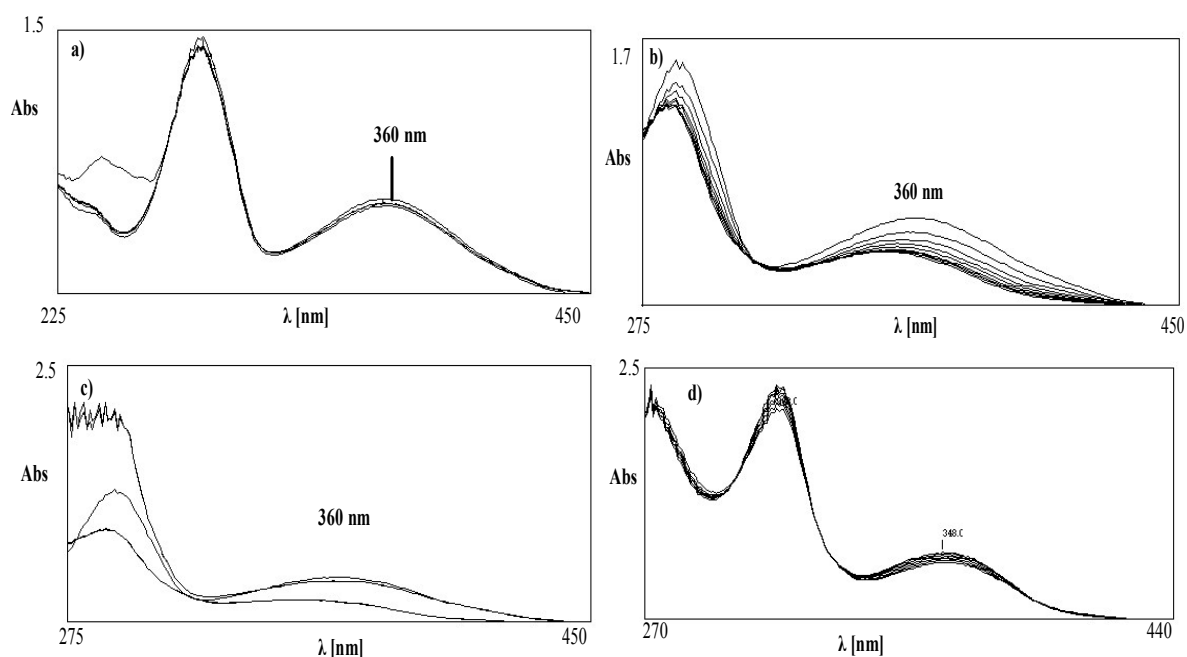 1.5
a)
Abs
360 nm
225
λ [nm]
450
1.7
b)
Abs
360 nm
275
λ [nm]
450
2.5
c)
Abs
360 nm
275
λ [nm]
450
2.5
d)
Abs
348.0
270
λ [nm]
440